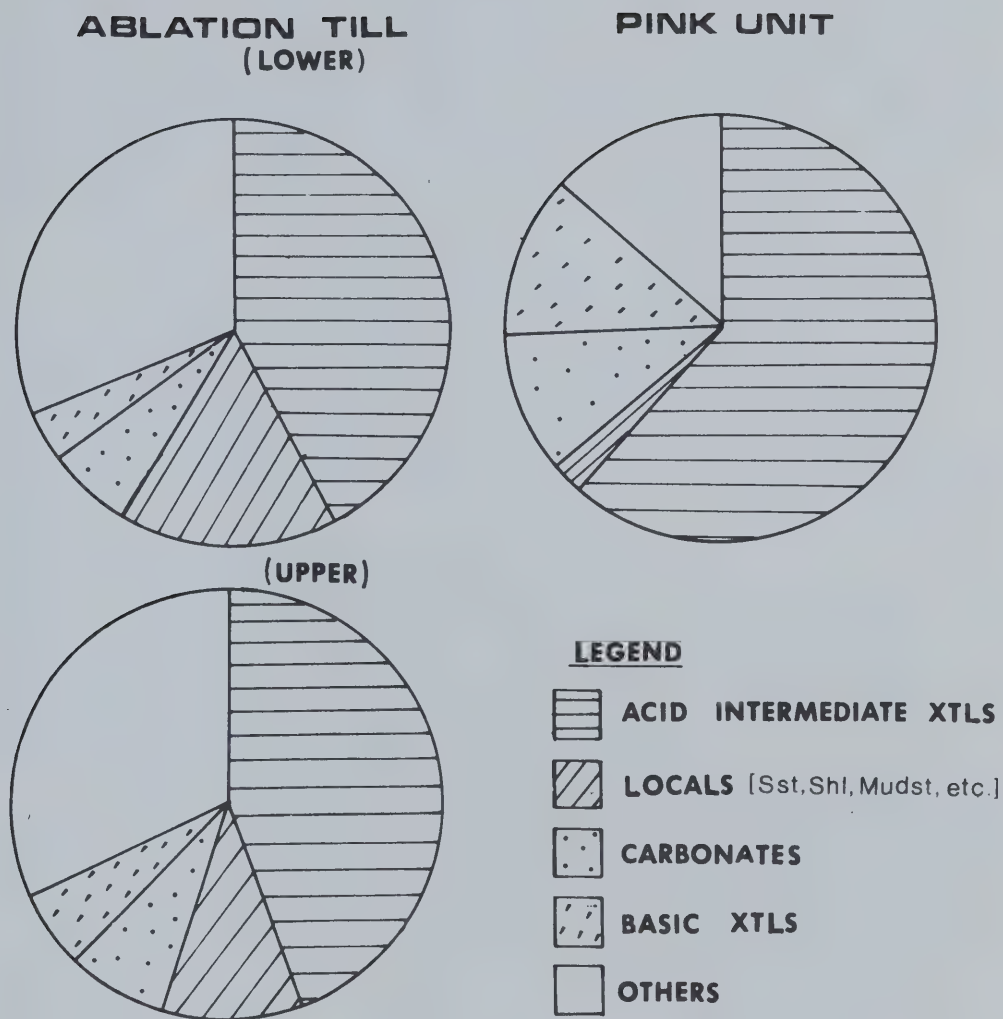 ABLATION TILL
(LOWER)
PINK UNIT
(UPPER)
LEGEND
ACID INTERMEDIATE XTLS
LOCALS [Sst,Shl,Mudst, etc.]
CARBONATES
BASIC XTLS
OTHERS